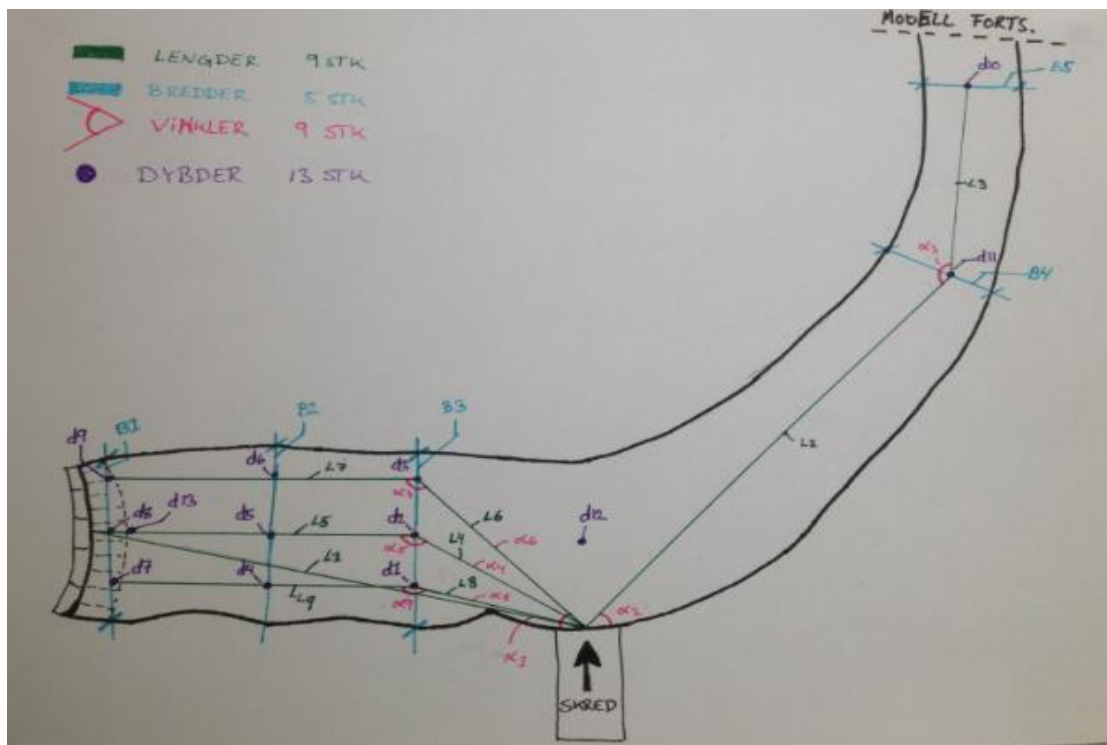 MODELL FORTS.
LENGDER 9 STK
BREDDER 5 STK
VINKLER 9 STK
DYBDER 13 STK
d10
B5
L3
α3
d11
B4
L2
d9
B1
B2
B3
d6
L7
d3
d8
d13
d5
L5
d2
L6
α6
d12
L4
α4
d7
L1
d4
d1
L8
L9
α1
α2
SKRED